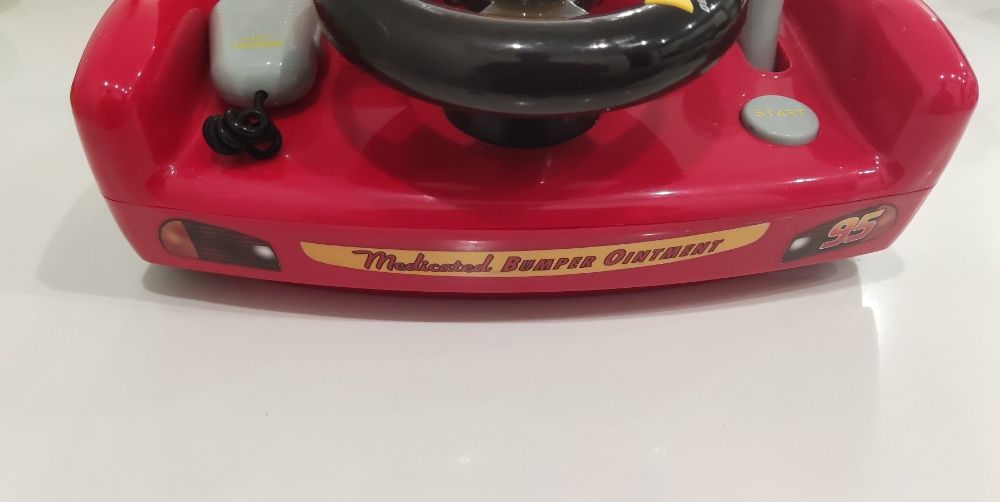 START
Medicated BUMPER OINTMENT
95